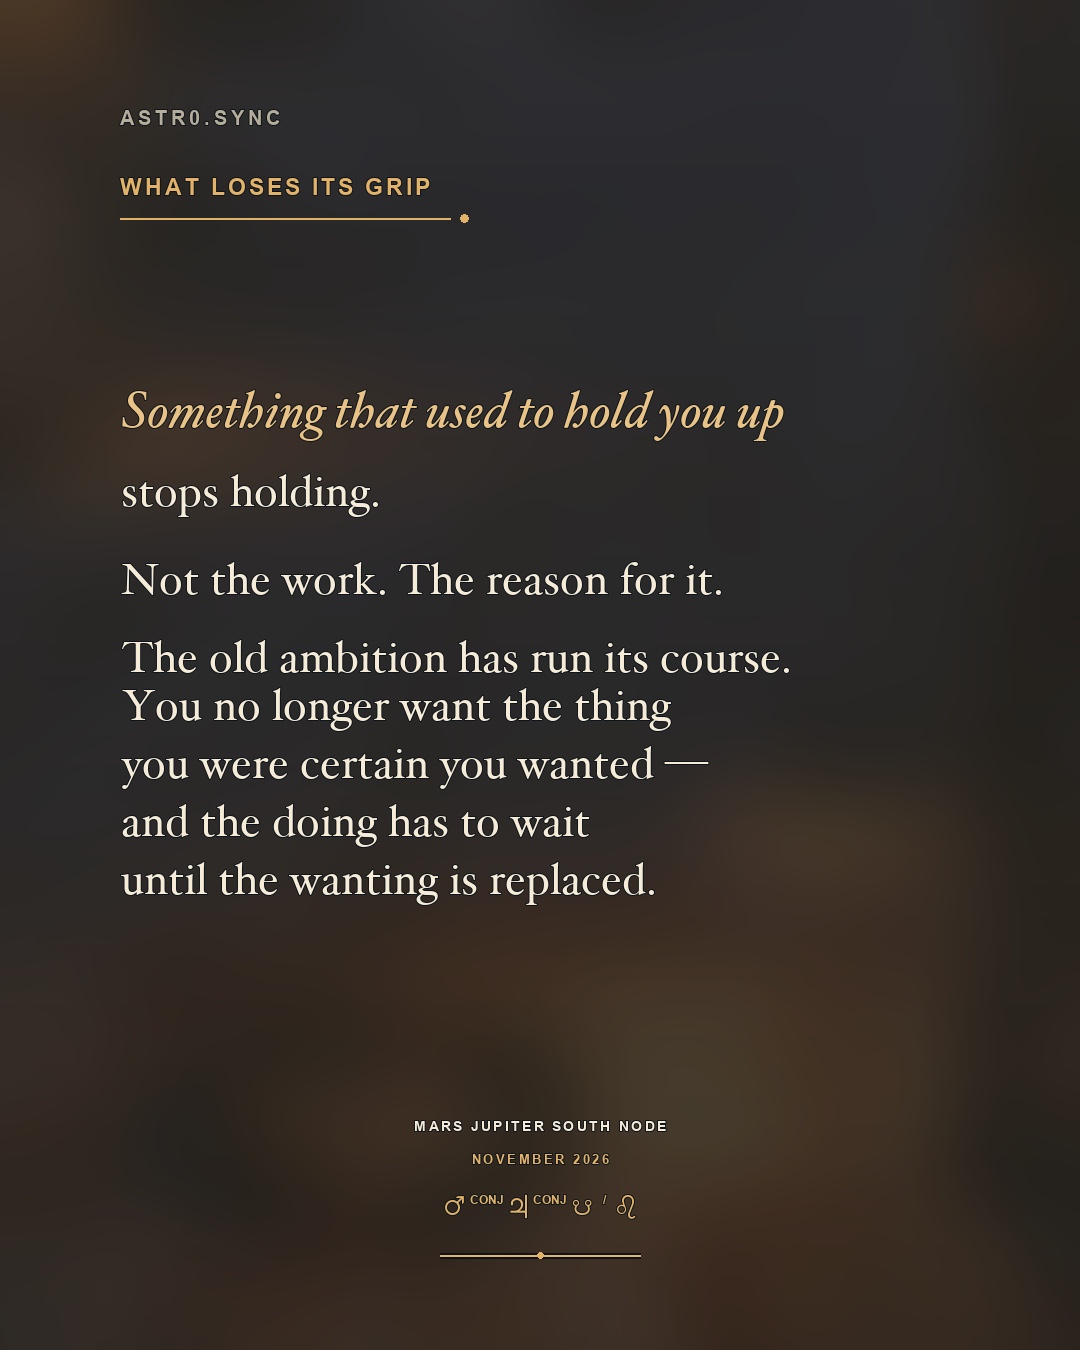 ASTR0.SYNC
WHAT LOSES ITS GRIP
Something that used to hold you up
stops holding.
Not the work. The reason for it.
The old ambition has run its course.
You no longer want the thing
you were certain you wanted —
and the doing has to wait
until the wanting is replaced.
MARS JUPITER SOUTH NODE
NOVEMBER 2026
♂ CONJ ♃ CONJ ☋ / ♌